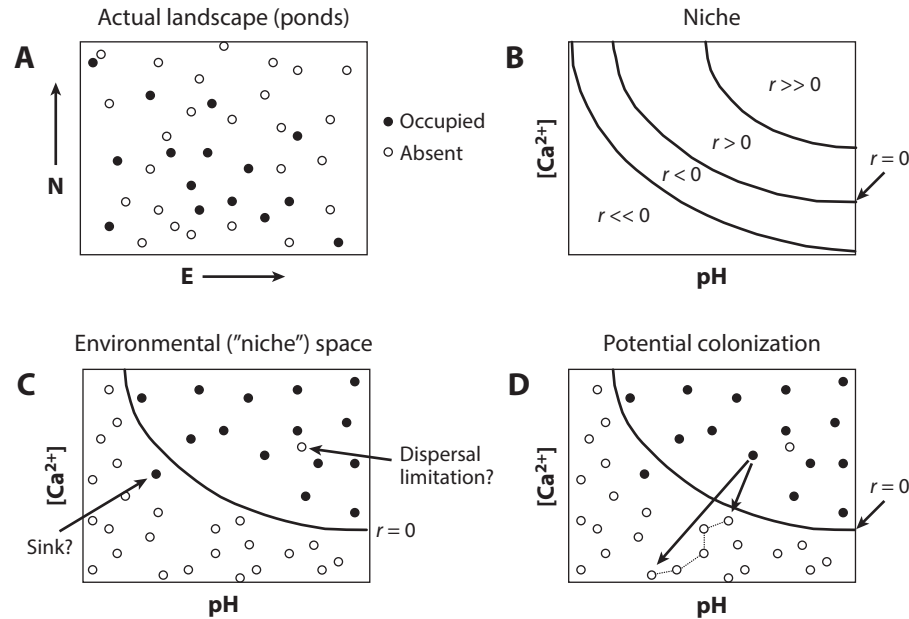 Actual landscape (ponds)
A
N
E
Occupied
Absent
Niche
B
[Ca²⁺]
r >> 0
r > 0
r < 0
r << 0
r = 0
pH
Environmental ("niche") space
C
[Ca²⁺]
Dispersal
limitation?
Sink?
r = 0
pH
Potential colonization
D
[Ca²⁺]
r = 0
pH